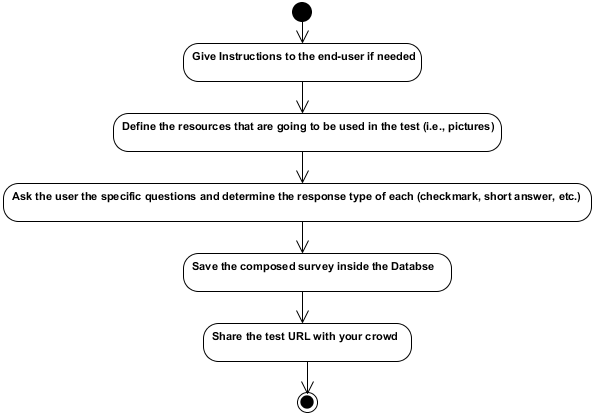 Give Instructions to the end-user if needed
Define the resources that are going to be used in the test (i.e., pictures)
Ask the user the specific questions and determine the response type of each (checkmark, short answer, etc.)
Save the composed survey inside the Databse
Share the test URL with your crowd